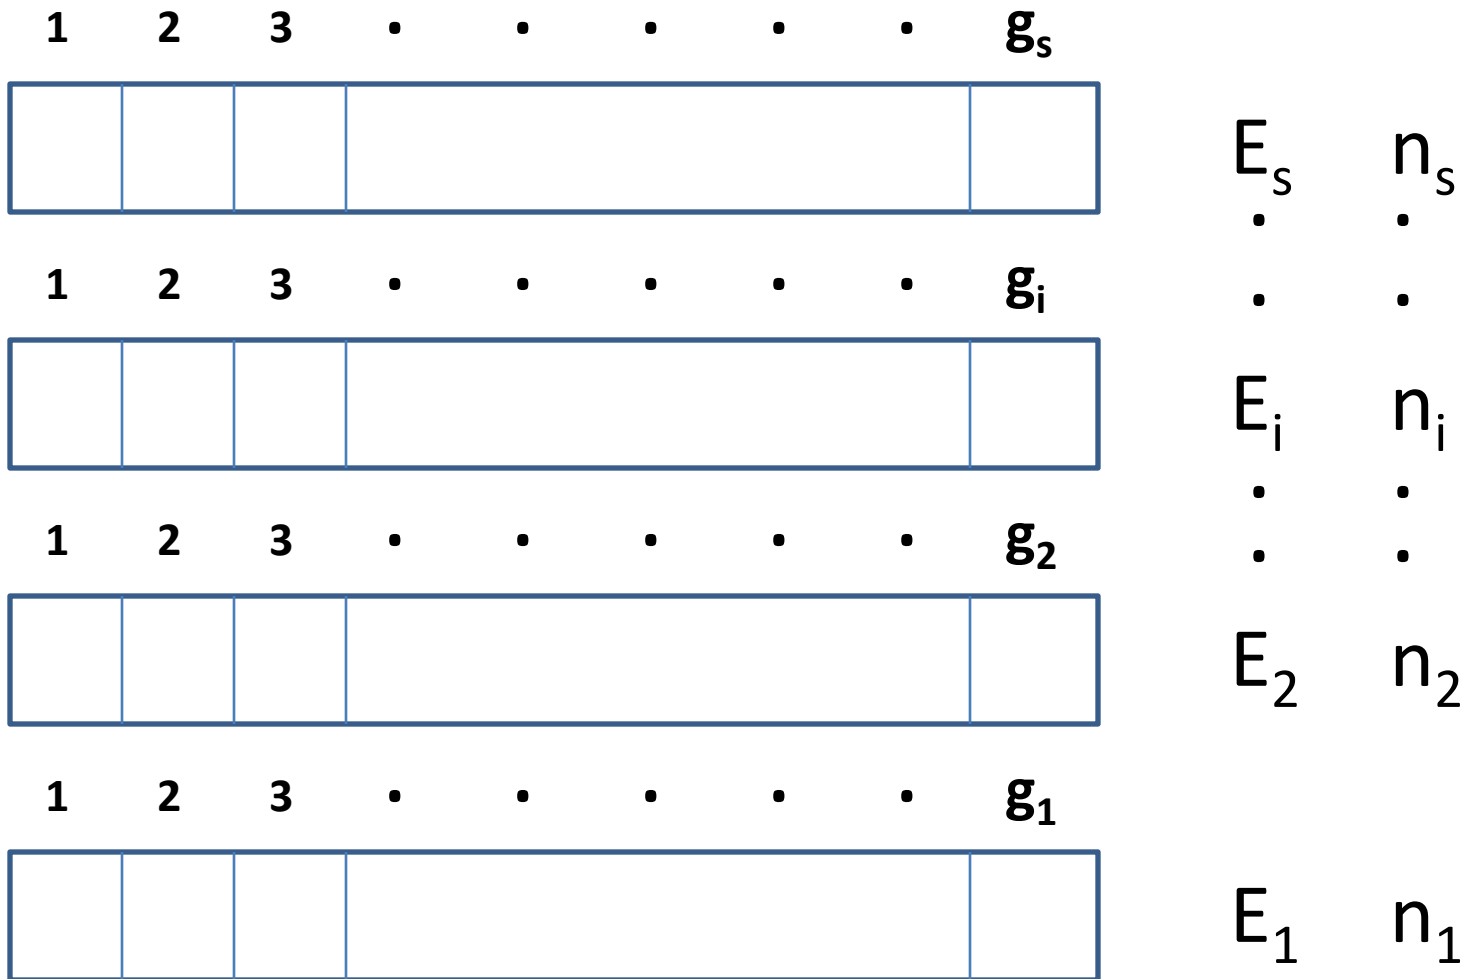 1 2 3 . . . . . gₛ
Eₛ nₛ
. .
1 2 3 . . . . . gᵢ
. .
Eᵢ nᵢ
. .
1 2 3 . . . . . g₂
. .
E₂ n₂
1 2 3 . . . . . g₁
E₁ n₁